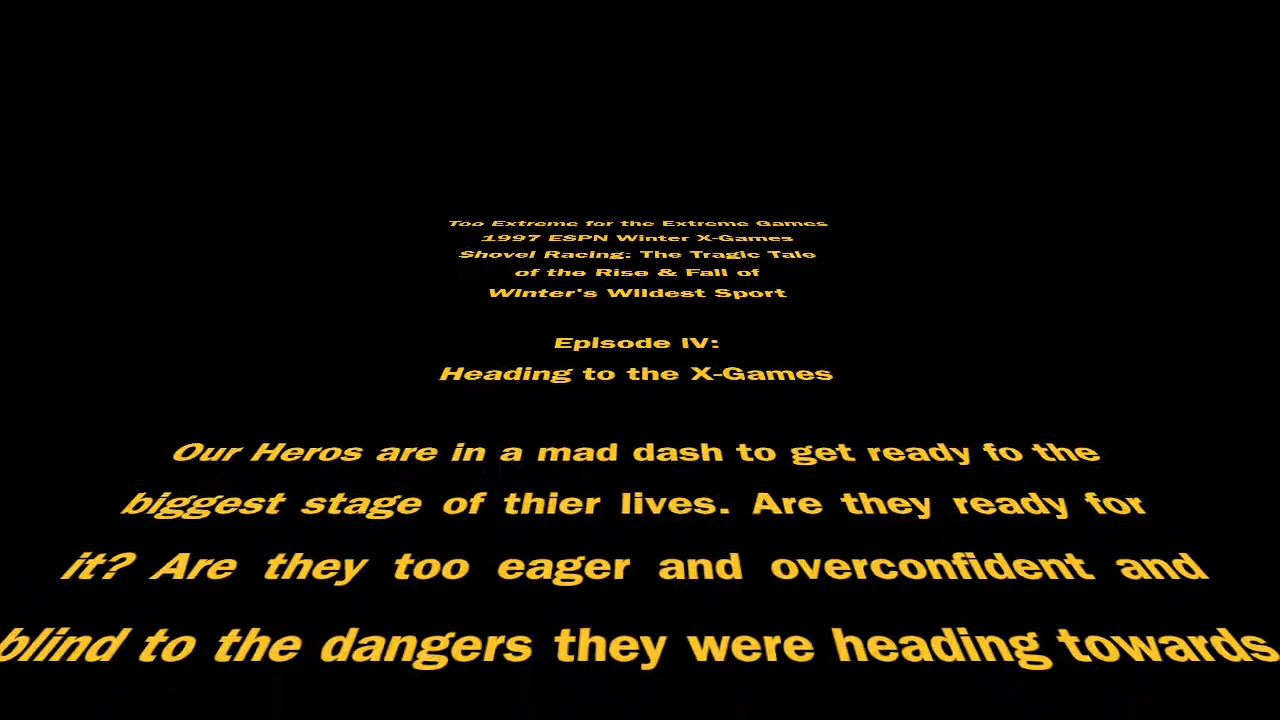 Too Extreme for the Extreme Games
1997 ESPN Winter X-Games
Shovel Racing: The Tragic Tale
of the Rise & Fall of
Winter's Wildest Sport
Episode IV:
Heading to the X-Games
Our Heros are in a mad dash to get ready fo the
biggest stage of thier lives. Are they ready for
it? Are they too eager and overconfident and
blind to the dangers they were heading towards